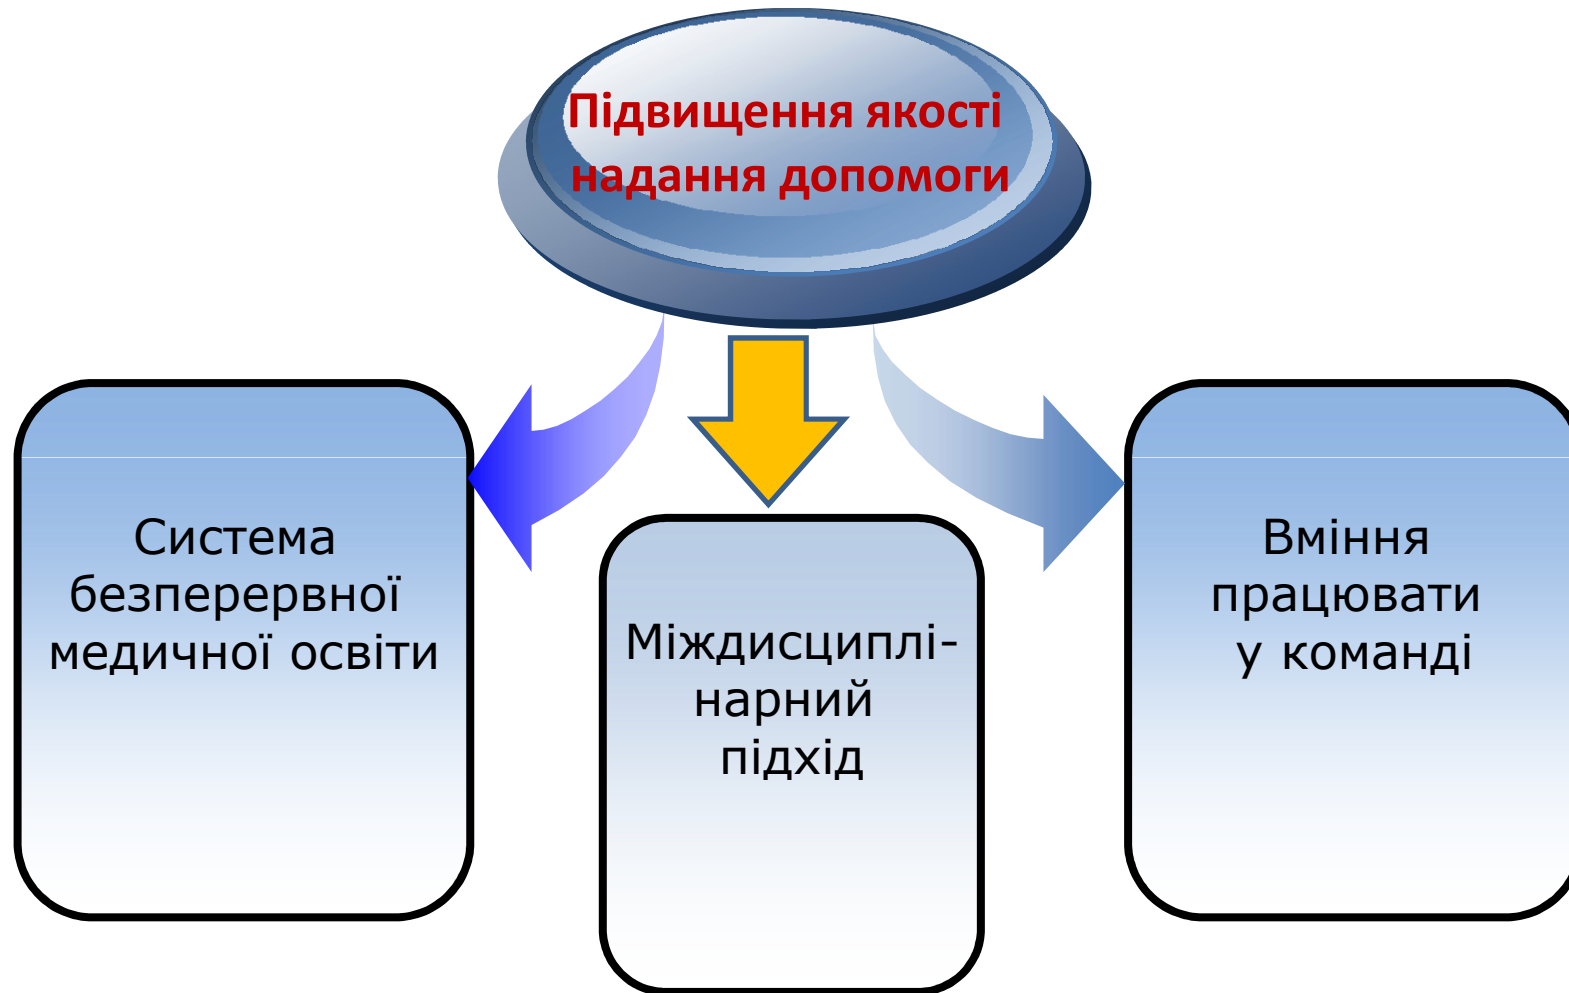 Підвищення якості
надання допомоги
Система
безперервної
медичної освіти
Міждисциплі-
нарний
підхід
Вміння
працювати
у команді